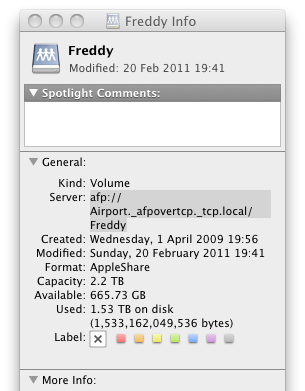 Freddy Info
Freddy
Modified: 20 Feb 2011 19:41
Spotlight Comments:
General:
Kind: Volume
Server: afp://
Airport._afpovertcp._tcp.local/
Freddy
Created: Wednesday, 1 April 2009 19:56
Modified: Sunday, 20 February 2011 19:41
Format: AppleShare
Capacity: 2.2 TB
Available: 665.73 GB
Used: 1.53 TB on disk
(1,533,162,049,536 bytes)
Label:
More Info: